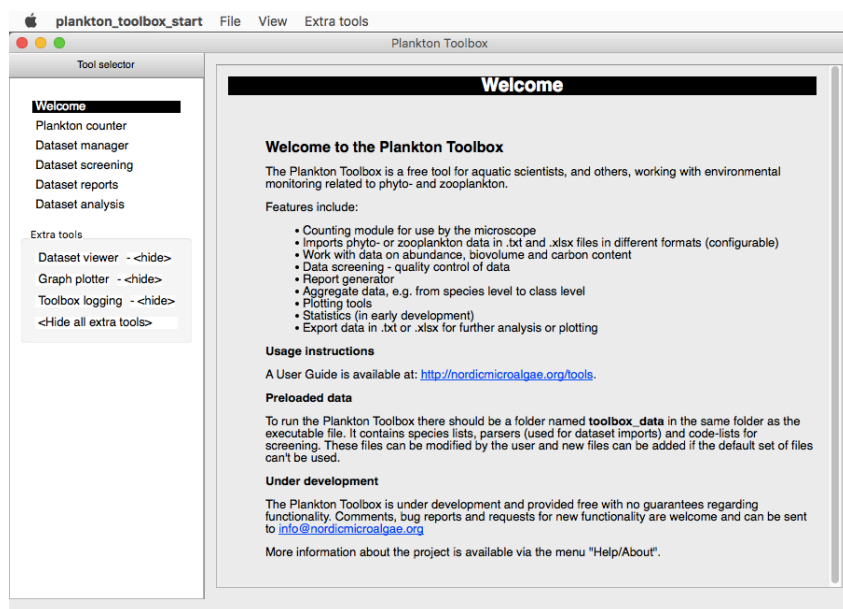 plankton_toolbox_start File View Extra tools
Plankton Toolbox
Tool selector
Welcome
Plankton counter
Dataset manager
Dataset screening
Dataset reports
Dataset analysis
Extra tools
Dataset viewer - <hide>
Graph plotter - <hide>
Toolbox logging - <hide>
<Hide all extra tools>
Welcome
Welcome to the Plankton Toolbox
The Plankton Toolbox is a free tool for aquatic scientists, and others, working with environmental
monitoring related to phyto- and zooplankton.
Features include:
• Counting module for use by the microscope
• Imports phyto- or zooplankton data in .txt and .xlsx files in different formats (configurable)
• Work with data on abundance, biovolume and carbon content
• Data screening - quality control of data
• Report generator
• Aggregate data, e.g. from species level to class level
• Plotting tools
• Statistics (in early development)
• Export data in .txt or .xlsx for further analysis or plotting
Usage instructions
A User Guide is available at: http://nordicmicroalgae.org/tools.
Preloaded data
To run the Plankton Toolbox there should be a folder named toolbox_data in the same folder as the
executable file. It contains species lists, parsers (used for dataset imports) and code-lists for
screening. These files can be modified by the user and new files can be added if the default set of files
can't be used.
Under development
The Plankton Toolbox is under development and provided free with no guarantees regarding
functionality. Comments, bug reports and requests for new functionality are welcome and can be sent
to info@nordicmicroalgae.org
More information about the project is available via the menu "Help/About".